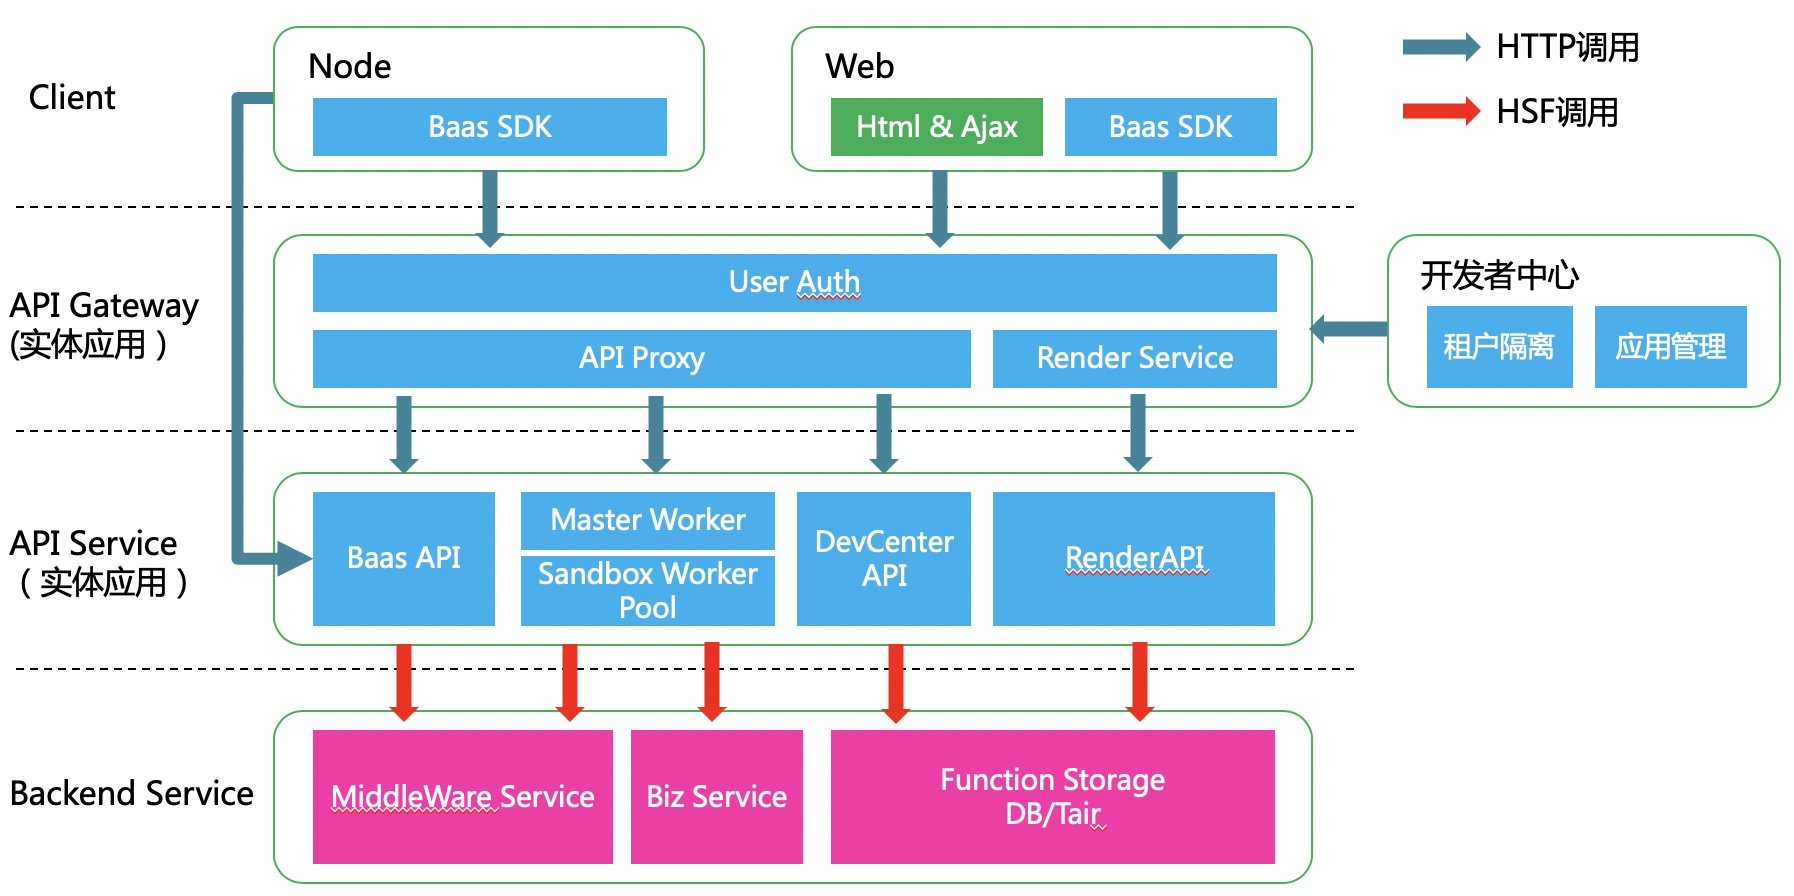 Client
Node
Baas SDK
Web
Html & Ajax
Baas SDK
HTTP调用
HSF调用
API Gateway
(实体应用）
User Auth
API Proxy
Render Service
开发者中心
租户隔离
应用管理
API Service
（实体应用）
Baas API
Master Worker
Sandbox Worker
Pool
DevCenter
API
RenderAPI
Backend Service
MiddleWare Service
Biz Service
Function Storage
DB/Tair